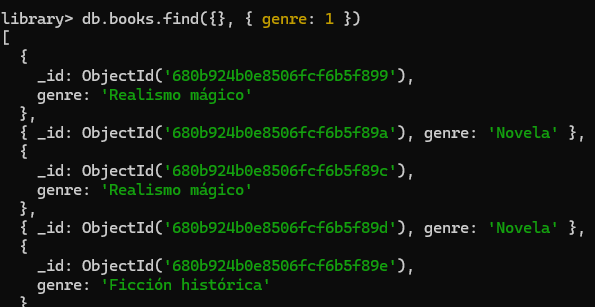 library> db.books.find({}, { genre: 1 })
[
  {
    _id: ObjectId('680b924b0e8506fcf6b5f899'),
    genre: 'Realismo mágico'
  },
  { _id: ObjectId('680b924b0e8506fcf6b5f89a'), genre: 'Novela' },
  {
    _id: ObjectId('680b924b0e8506fcf6b5f89c'),
    genre: 'Realismo mágico'
  },
  { _id: ObjectId('680b924b0e8506fcf6b5f89d'), genre: 'Novela' },
  {
    _id: ObjectId('680b924b0e8506fcf6b5f89e'),
    genre: 'Ficción histórica'
  }